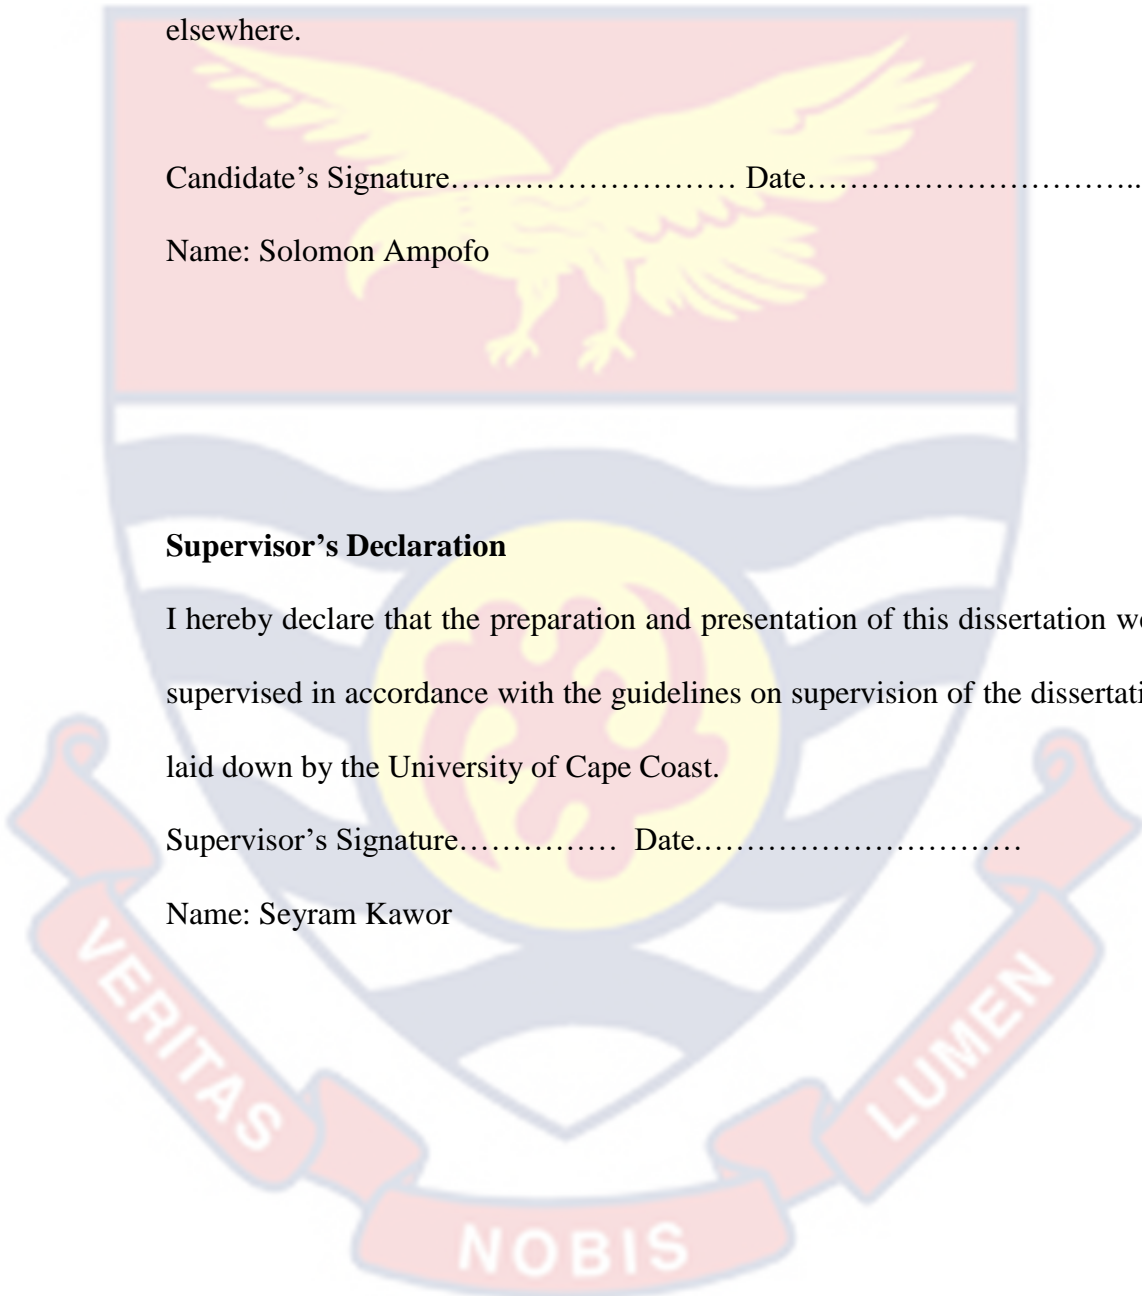 elsewhere.
Candidate’s Signature……………………… Date…………………………..
Name: Solomon Ampofo
Supervisor’s Declaration
I hereby declare that the preparation and presentation of this dissertation
supervised in accordance with the guidelines on supervision of the
laid down by the University of Cape Coast.
Supervisor’s Signature…………… Date.…………………………
Name: Seyram Kawor
VERITAS
NOBIS
LUMEN